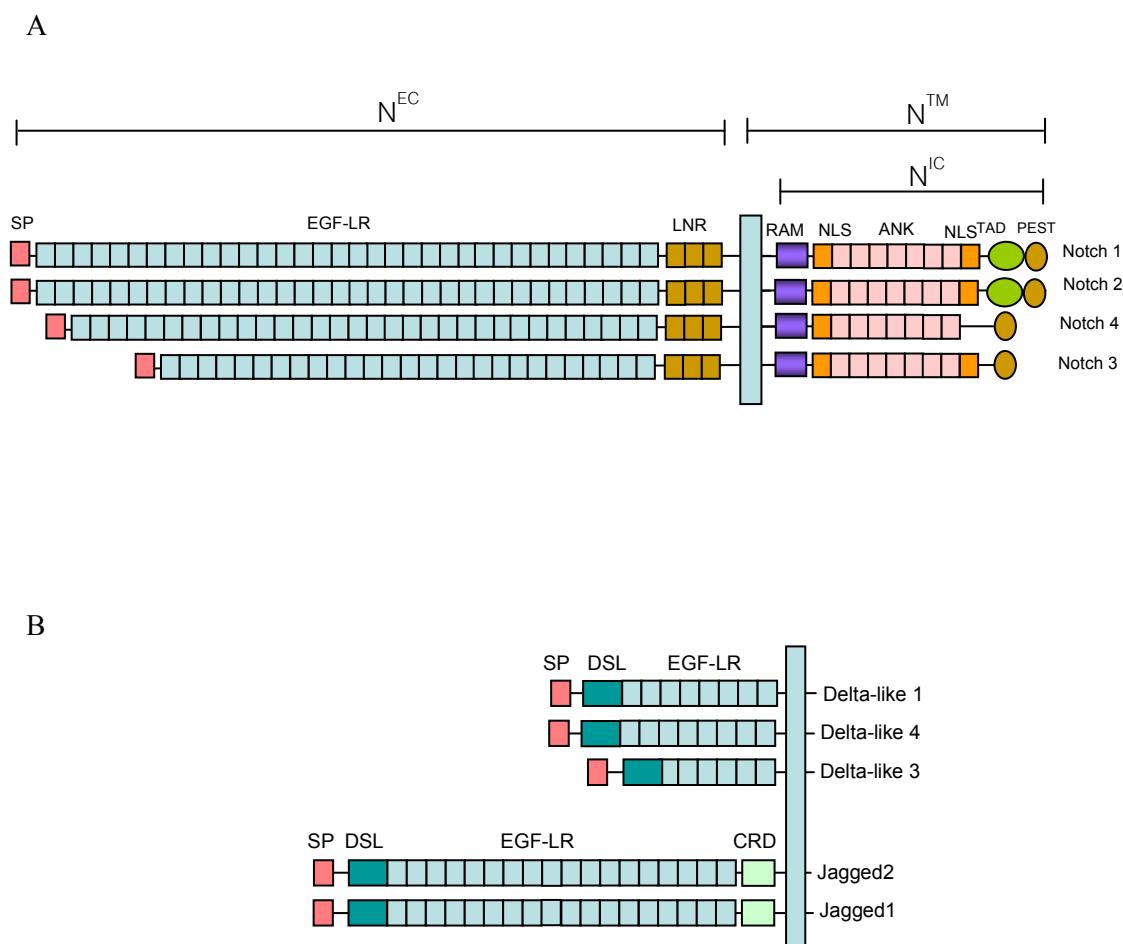 A
N^EC N^TM
N^IC
SP EGF-LR LNR RAM NLS ANK NLS TAD PEST
Notch 1
Notch 2
Notch 4
Notch 3
B
SP DSL EGF-LR
Delta-like 1
Delta-like 4
Delta-like 3
SP DSL EGF-LR CRD
Jagged2
Jagged1